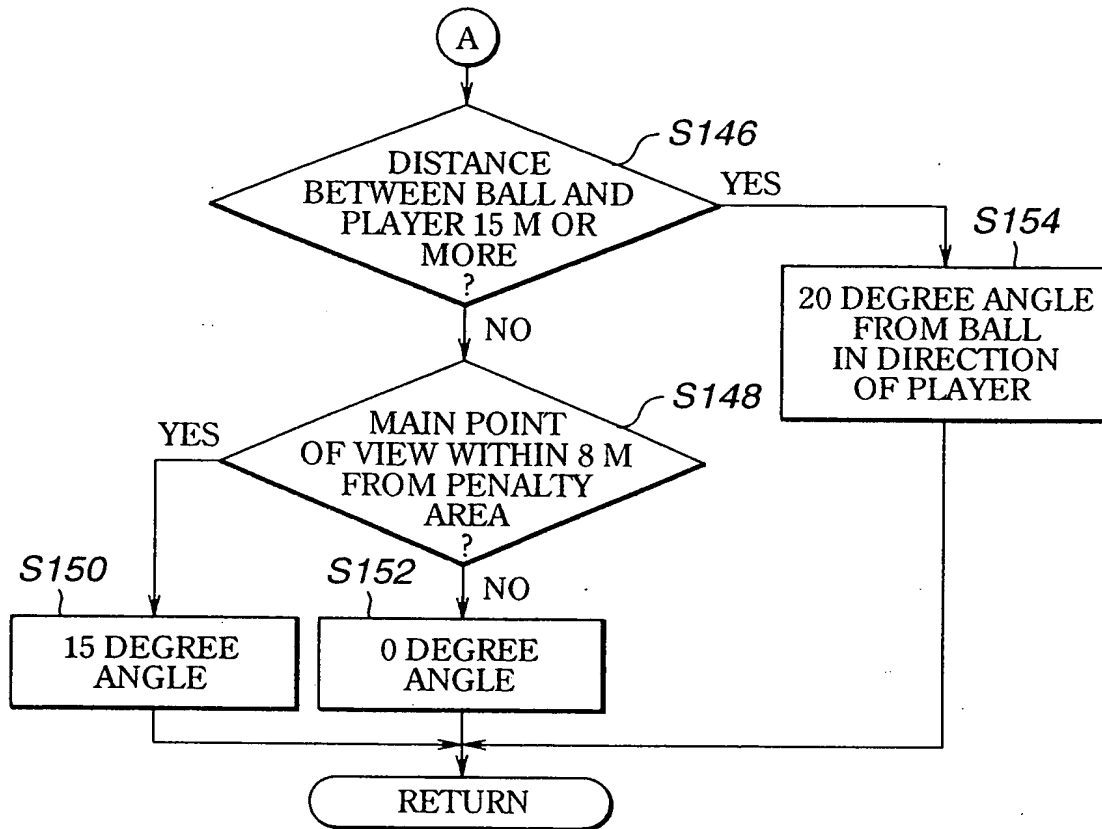 A
S146
DISTANCE
BETWEEN BALL AND
PLAYER 15 M OR
MORE
?
YES
S154
20 DEGREE ANGLE
FROM BALL
IN DIRECTION
OF PLAYER
NO
S148
MAIN POINT
OF VIEW WITHIN 8 M
FROM PENALTY
AREA
?
YES
S150
15 DEGREE
ANGLE
NO
S152
0 DEGREE
ANGLE
RETURN